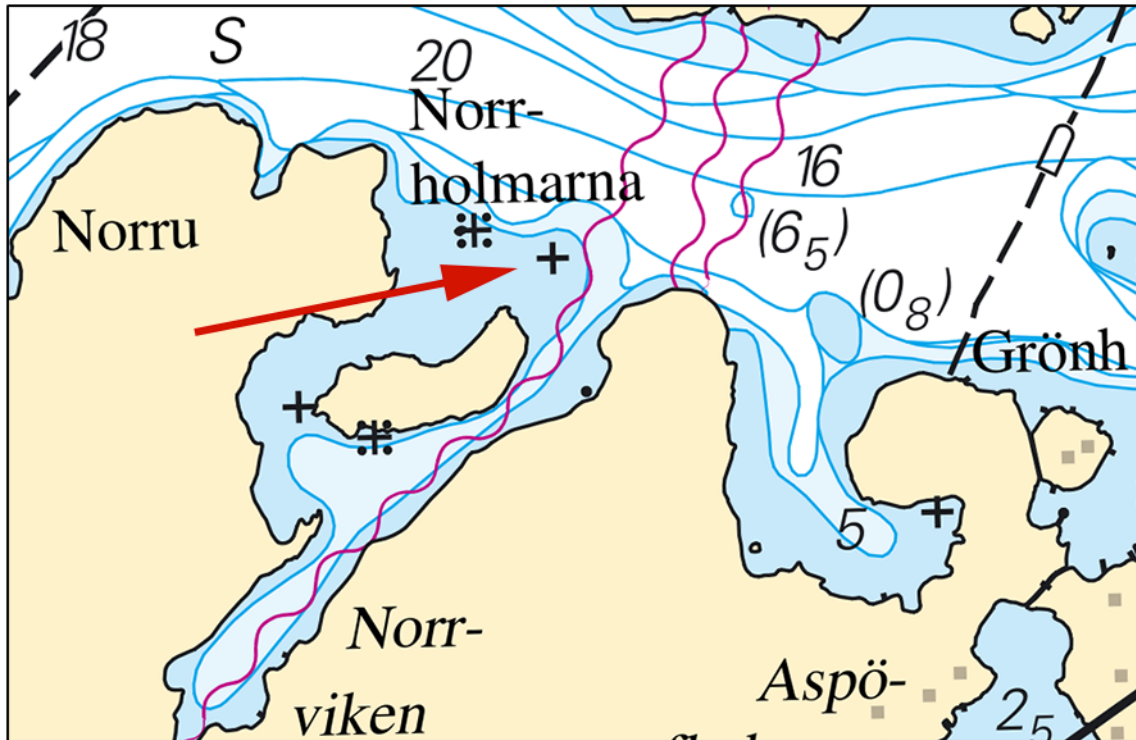 18
S
20
Norr-
holmarna
16
Norru
(6₅)
(0₈)
Grönh
5
Norr-
viken
Aspö-
2₅